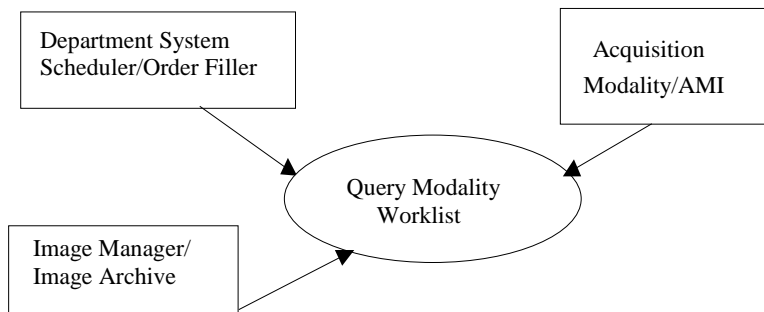 Department System
Scheduler/Order Filler
Acquisition
Modality/AMI
Query Modality
Worklist
Image Manager/
Image Archive